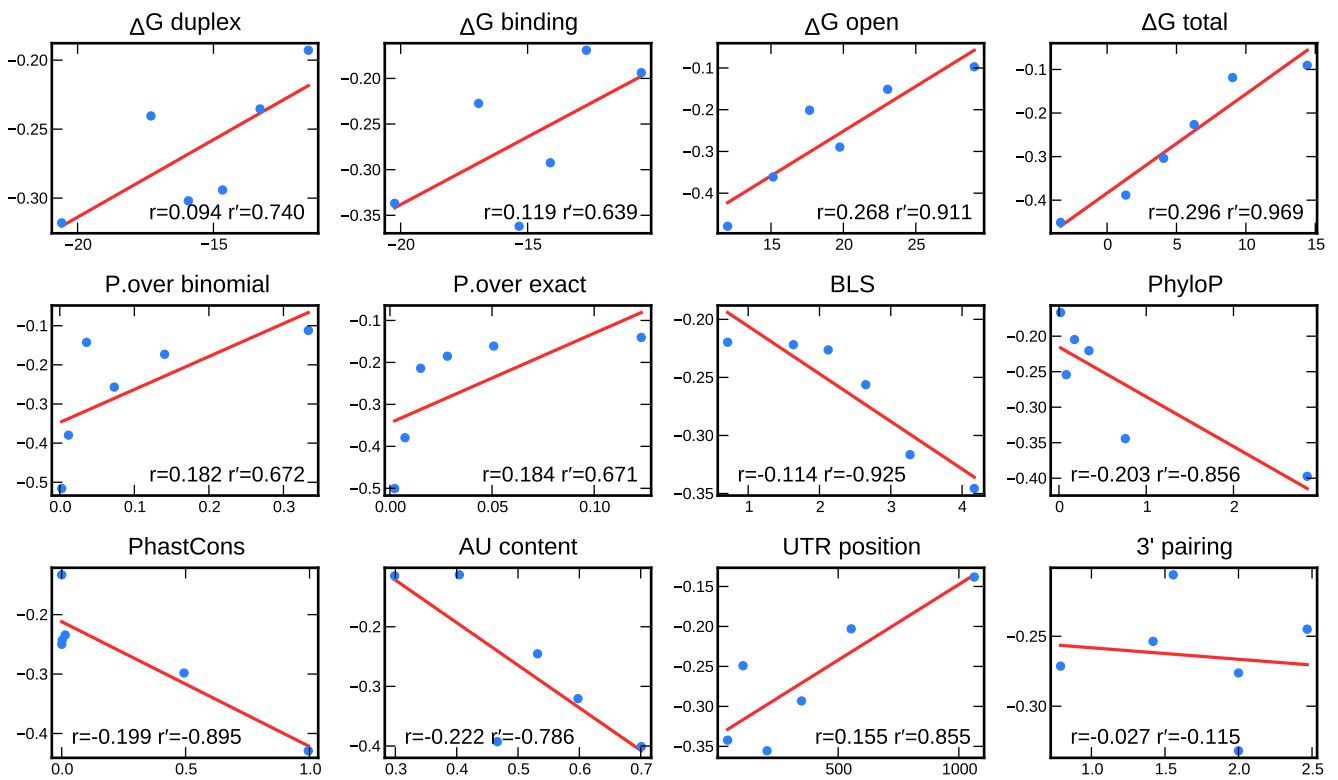 ΔG duplex
−0.20
−0.25
−0.30
r=0.094 r′=0.740
−20 −15
ΔG binding
−0.20
−0.25
−0.30
−0.35
r=0.119 r′=0.639
−20 −15
ΔG open
−0.1
−0.2
−0.3
−0.4
r=0.268 r′=0.911
15 20 25
ΔG total
−0.1
−0.2
−0.3
−0.4
r=0.296 r′=0.969
0 5 10 15
P.over binomial
−0.1
−0.2
−0.3
−0.4
−0.5
r=0.182 r′=0.672
0.0 0.1 0.2 0.3
P.over exact
−0.1
−0.2
−0.3
−0.4
−0.5
r=0.184 r′=0.671
0.00 0.05 0.10
BLS
−0.20
−0.25
−0.30
−0.35
r=-0.114 r′=-0.925
1 2 3 4
PhyloP
−0.20
−0.25
−0.30
−0.35
−0.40
r=-0.203 r′=-0.856
0 1 2
PhastCons
−0.2
−0.3
−0.4
r=-0.199 r′=-0.895
0.0 0.5 1.0
AU content
−0.2
−0.3
−0.4
r=-0.222 r′=-0.786
0.3 0.4 0.5 0.6 0.7
UTR position
−0.15
−0.20
−0.25
−0.30
−0.35
r=0.155 r′=0.855
500 1000
3' pairing
−0.25
−0.30
r=-0.027 r′=-0.115
1.0 1.5 2.0 2.5